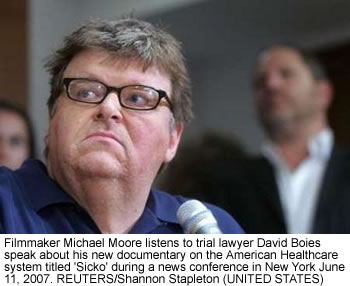 Filmmaker Michael Moore listens to trial lawyer David Boies
speak about his new documentary on the American Healthcare
system titled 'Sicko' during a news conference in New York June
11, 2007. REUTERS/Shannon Stapleton (UNITED STATES)